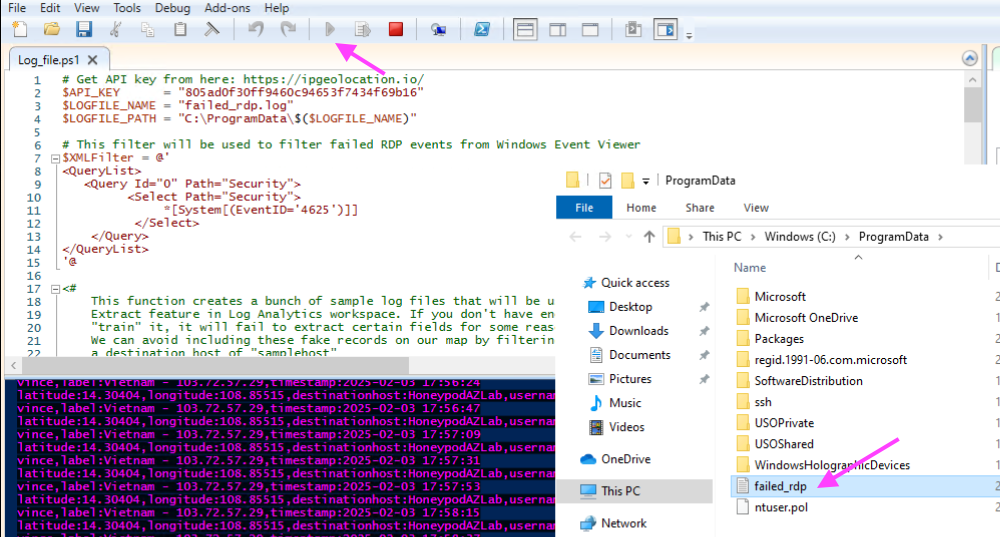 File Edit View Tools Debug Add-ons Help
Log_file.ps1
1 # Get API key from here: https://ipgeolocation.io/
2 $API_KEY = "805ad0f30ff9460c94653f7434f69b16"
3 $LOGFILE_NAME = "failed_rdp.log"
4 $LOGFILE_PATH = "C:\ProgramData\$($LOGFILE_NAME)"
5
6 # This filter will be used to filter failed RDP events from Windows Event Viewer
7 $XMLFilter = @'
8 <QueryList>
9 <Query Id="0" Path="Security">
10 <Select Path="Security">
11 *[System[(EventID='4625')]]
12 </Select>
13 </Query>
14 </QueryList>
15 '@
16
17 <#
18 This function creates a bunch of sample log files that will be u
19 Extract feature in Log Analytics workspace. If you don't have en
20 "train" it, it will fail to extract certain fields for some reas
21 We can avoid including these fake records on our map by filterin
22 a destination host of "samplehost"
vince,label:Vietnam - 103.72.57.29,timestamp:2025-02-03 17:56:24
latitude:14.30404,longitude:108.85515,destinationhost:HoneypodAZLab,usernam
vince,label:Vietnam - 103.72.57.29,timestamp:2025-02-03 17:56:47
latitude:14.30404,longitude:108.85515,destinationhost:HoneypodAZLab,usernam
vince,label:Vietnam - 103.72.57.29,timestamp:2025-02-03 17:57:09
latitude:14.30404,longitude:108.85515,destinationhost:HoneypodAZLab,usernam
vince,label:Vietnam - 103.72.57.29,timestamp:2025-02-03 17:57:31
latitude:14.30404,longitude:108.85515,destinationhost:HoneypodAZLab,usernam
vince,label:Vietnam - 103.72.57.29,timestamp:2025-02-03 17:57:53
latitude:14.30404,longitude:108.85515,destinationhost:HoneypodAZLab,usernam
vince,label:Vietnam - 103.72.57.29,timestamp:2025-02-03 17:58:15
latitude:14.30404,longitude:108.85515,destinationhost:HoneypodAZLab,usernam
ProgramData
File Home Share View
This PC > Windows (C:) > ProgramData >
Name
Quick access
Desktop
Downloads
Documents
Pictures
Music
Videos
OneDrive
This PC
Network
Microsoft
Microsoft OneDrive
Packages
regid.1991-06.com.microsoft
SoftwareDistribution
ssh
USOPrivate
USOShared
WindowsHolographicDevices
failed_rdp
ntuser.pol